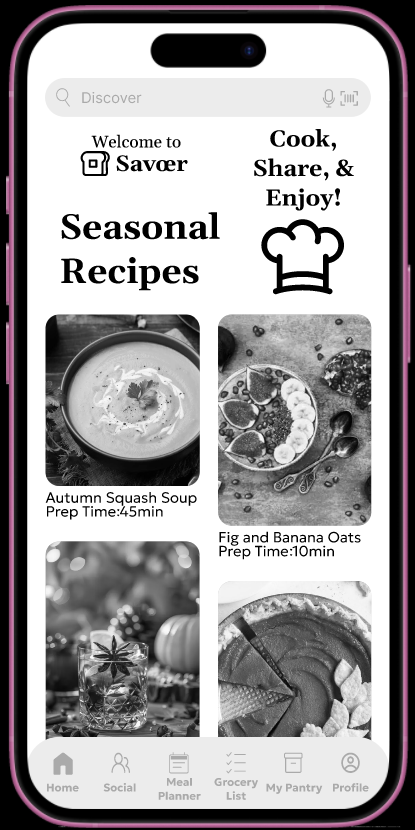 Discover
Welcome to
Savœr
Cook,
Share, &
Enjoy!
Seasonal
Recipes
Autumn Squash Soup
Prep Time:45min
Fig and Banana Oats
Prep Time:10min
Home
Social
Meal
Planner
Grocery
List
My Pantry
Profile